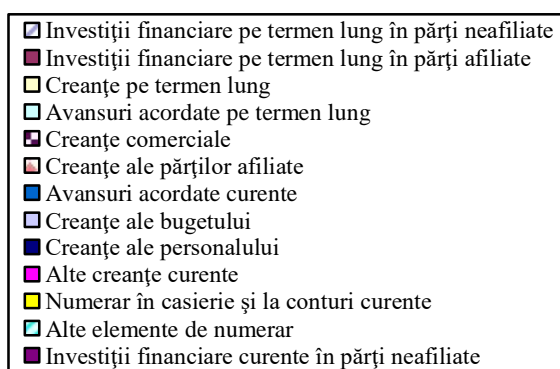 Investiţii financiare pe termen lung în părţi neafiliate
Investiţii financiare pe termen lung în părţi afiliate
Creanţe pe termen lung
Avansuri acordate pe termen lung
Creanţe comerciale
Creanţe ale părţilor afiliate
Avansuri acordate curente
Creanţe ale bugetului
Creanţe ale personalului
Alte creanţe curente
Numerar în casierie şi la conturi curente
Alte elemente de numerar
Investiţii financiare curente în părţi neafiliate